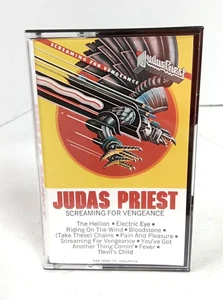 SCREAMING FOR VENGEANCE
Judas Priest
JUDAS PRIEST
SCREAMING FOR VENGEANCE
The Hellion • Electric Eye •
Riding On The Wind • Bloodstone •
(Take These) Chains • Pain And Pleasure •
Screaming For Vengeance • You've Got
Another Thing Comin' • Fever •
Devil's Child